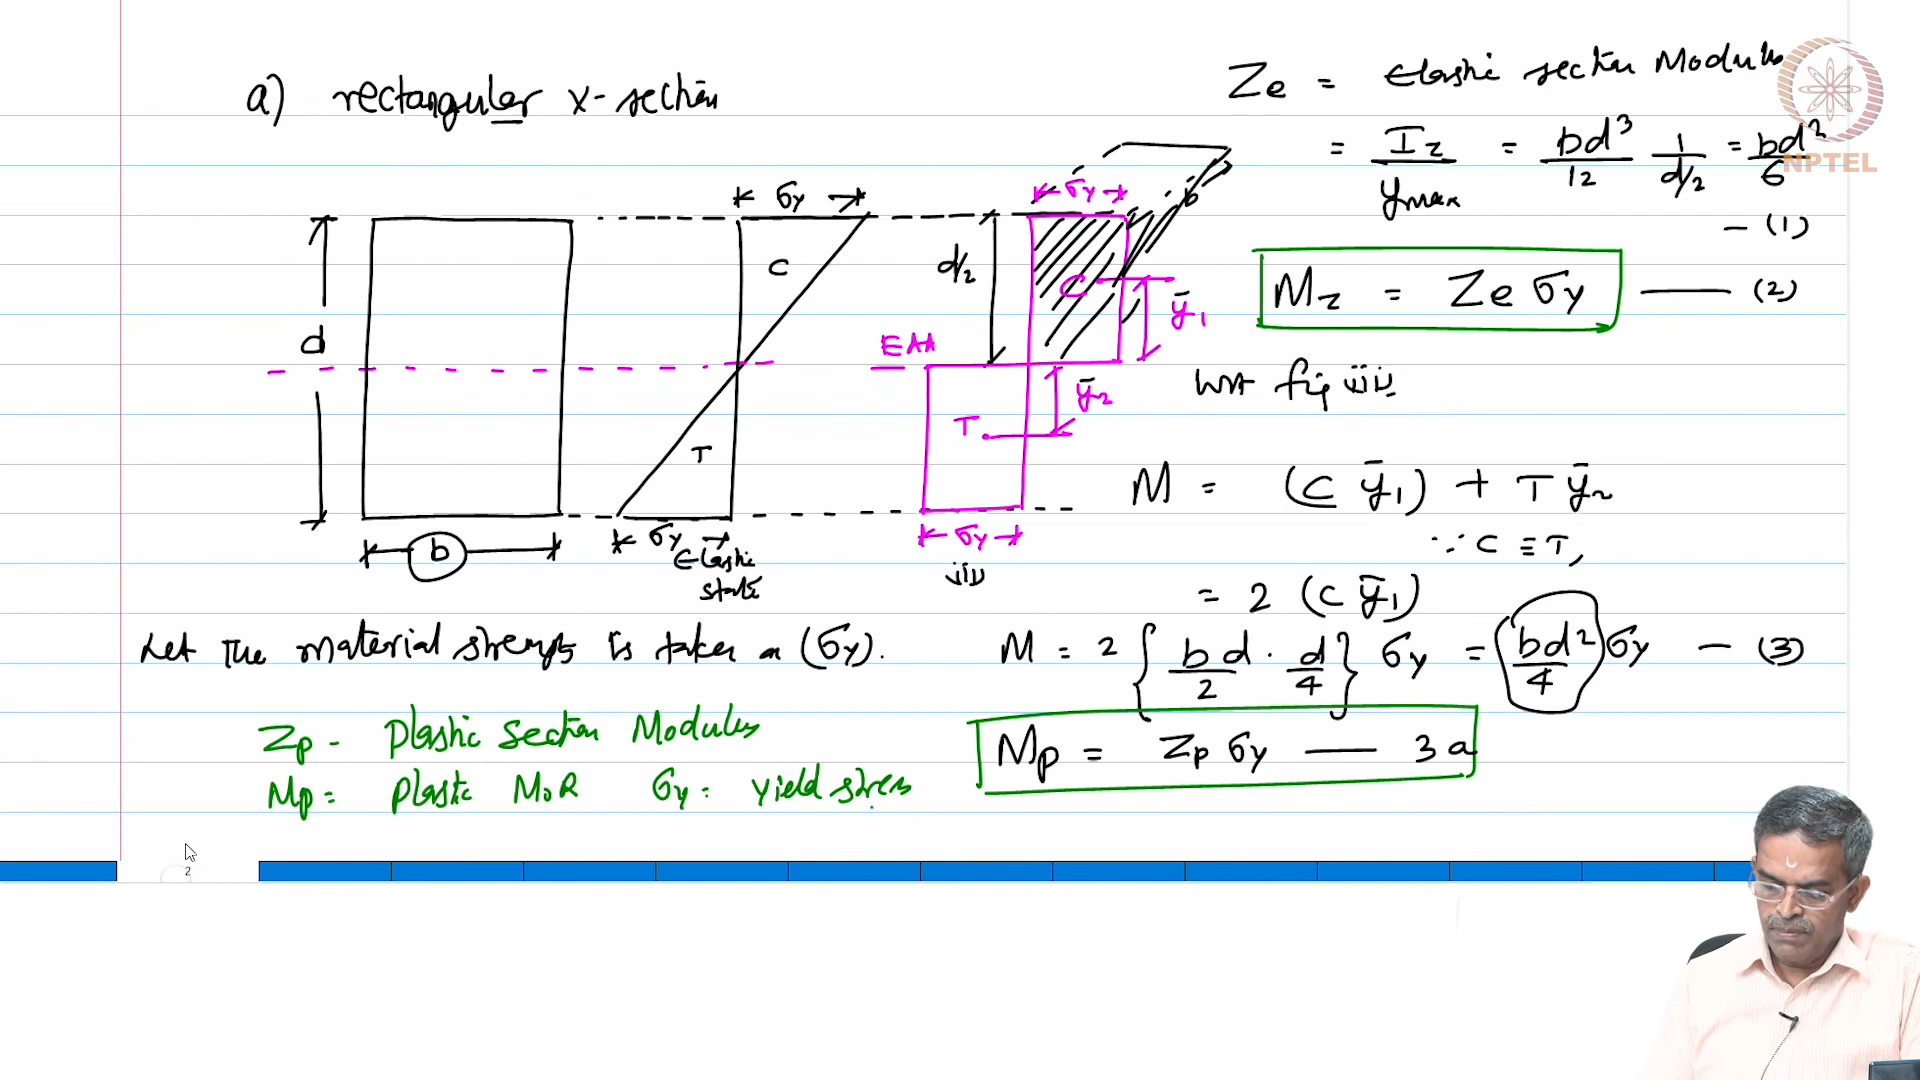 a) rectangular x-section
Ze = Elastic section Modulus
= Iz / ymax = bd³/12 1/d/2 = bd²/6 - (1)
NPTEL
σy
σy
b
C
d/2
C
ȳ1
Mz = Ze σy — (2)
d
EAA
ȳ2
wrt fig iii)
T
T
M = (C ȳ1) + T ȳ2
∵ C ≡ T,
b
σy
σy
Elastic
state
iii)
= 2 (C ȳ1)
Let the material strength is taken as (σy).
M = 2 { bd/2 · d/4 } σy = (bd²/4) σy - (3)
Zp - Plastic section Modulus
Mp = Zp σy — 3a
Mp = Plastic MoR σy = yield stress
2